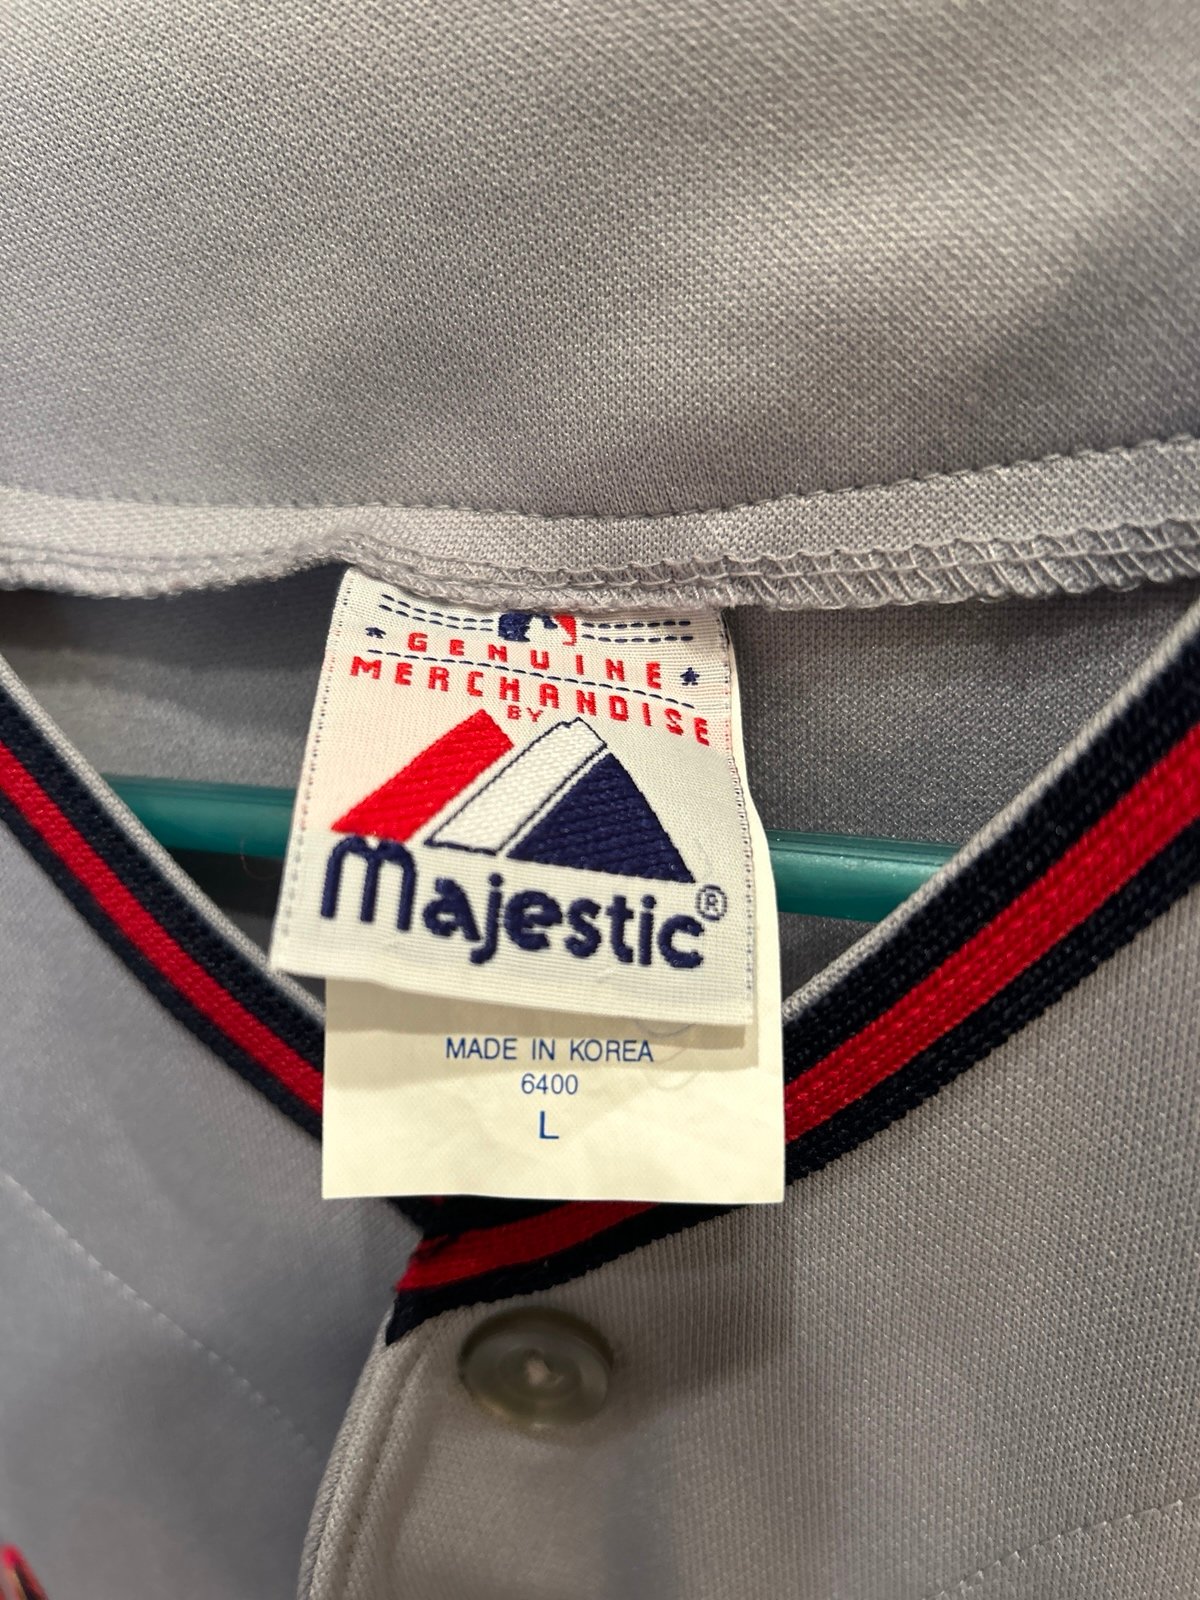 GENUINE
MERCHANDISE
BY
Majestic®
MADE IN KOREA
6400
L